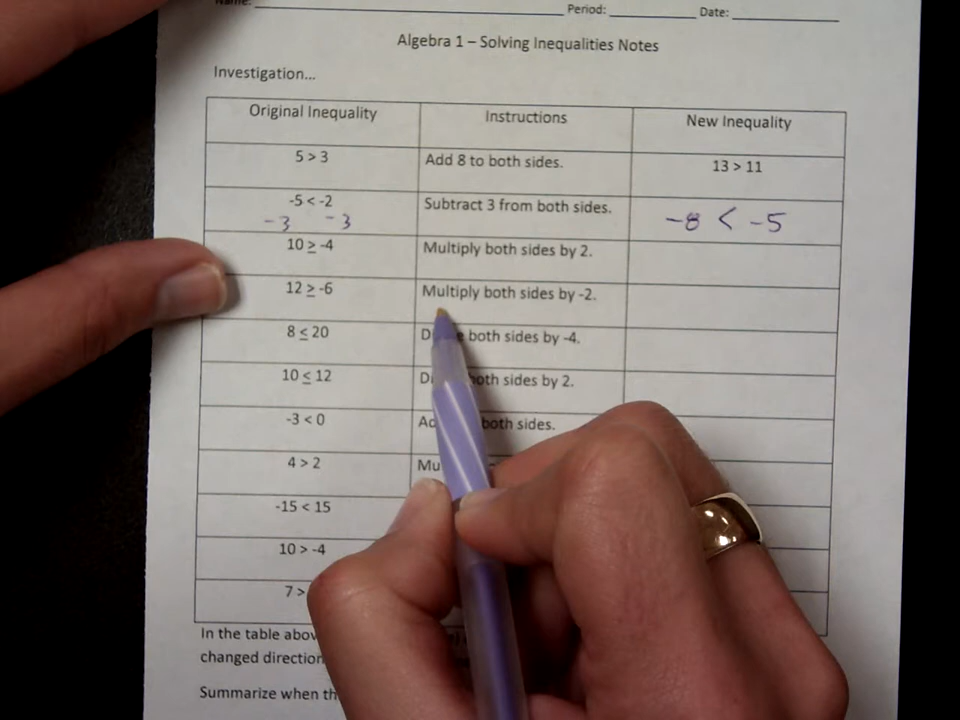 Name: Period: Date:
Algebra 1 – Solving Inequalities Notes
Investigation...
Original Inequality Instructions New Inequality
5 > 3 Add 8 to both sides. 13 > 11
-5 < -2 Subtract 3 from both sides.
-3 -3 -8 < -5
10 ≥ -4 Multiply both sides by 2.
12 ≥ -6 Multiply both sides by -2.
8 ≤ 20 both sides by -4.
10 ≤ 12 both sides by 2.
-3 < 0 both sides.
4 > 2
-15 < 15
10 > -4
7 >
In the table
changed direction
Summarize when